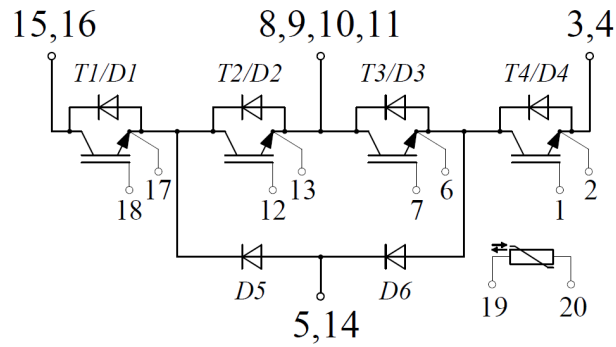 15,16 8,9,10,11 3,4
T1/D1 T2/D2 T3/D3 T4/D4
17 13 6 2
18 12 7 1
D5 D6
19 20
5,14